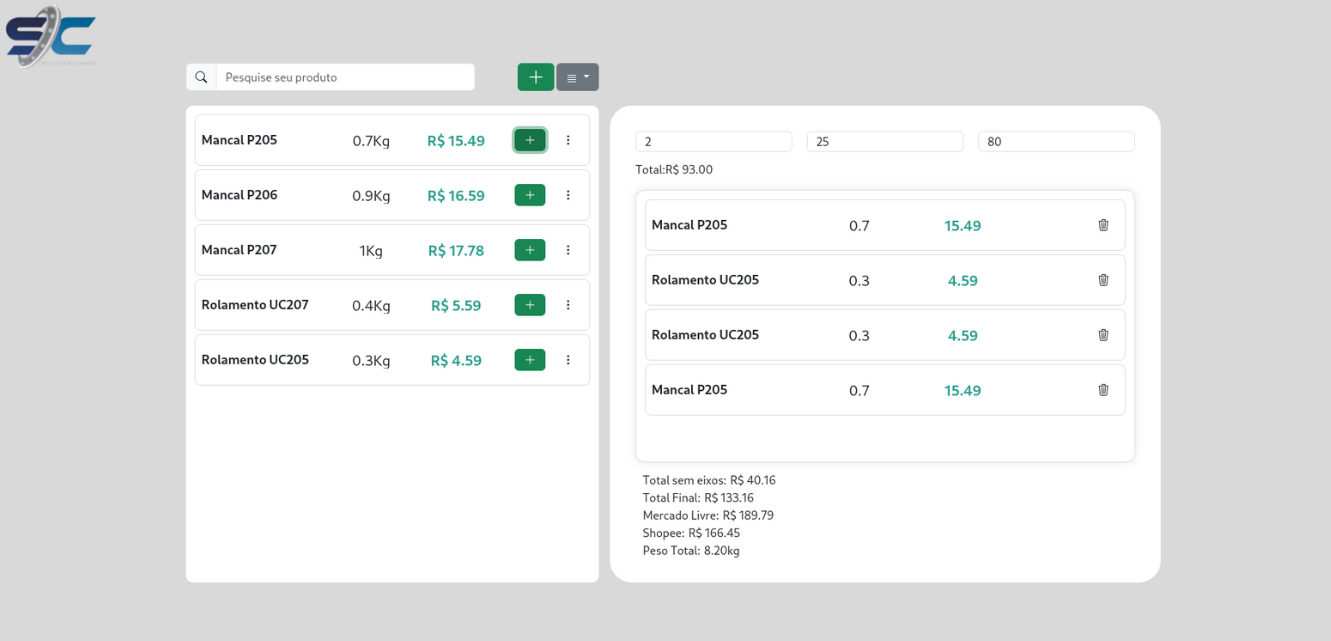 SC
Pesquise seu produto
Mancal P205 0.7Kg R$ 15.49
Mancal P206 0.9Kg R$ 16.59
Mancal P207 1Kg R$ 17.78
Rolamento UC207 0.4Kg R$ 5.59
Rolamento UC205 0.3Kg R$ 4.59
2 25 80
Total:R$ 93.00
Mancal P205 0.7 15.49
Rolamento UC205 0.3 4.59
Rolamento UC205 0.3 4.59
Mancal P205 0.7 15.49
Total sem eixos: R$ 40.16
Total Final: R$ 133.16
Mercado Livre: R$ 189.79
Shopee: R$ 166.45
Peso Total: 8.20kg